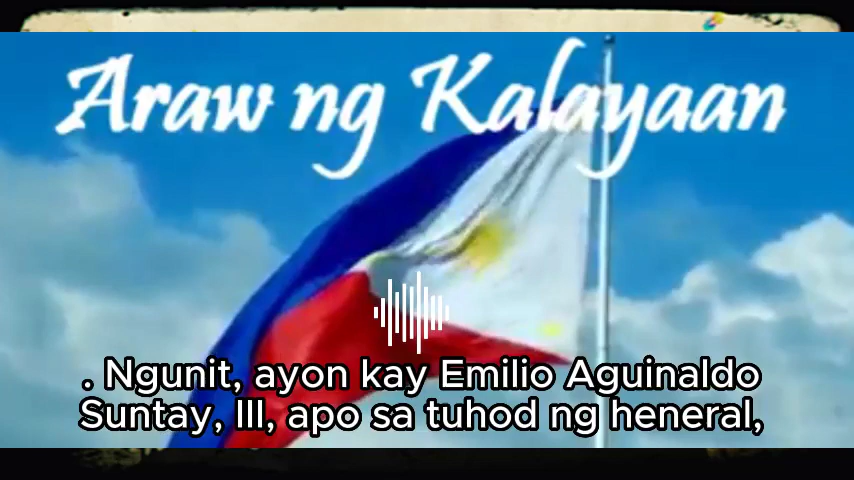 Araw ng Kalayaan
. Ngunit, ayon kay Emilio Aguinaldo
Suntay, III, apo sa tuhod ng heneral,